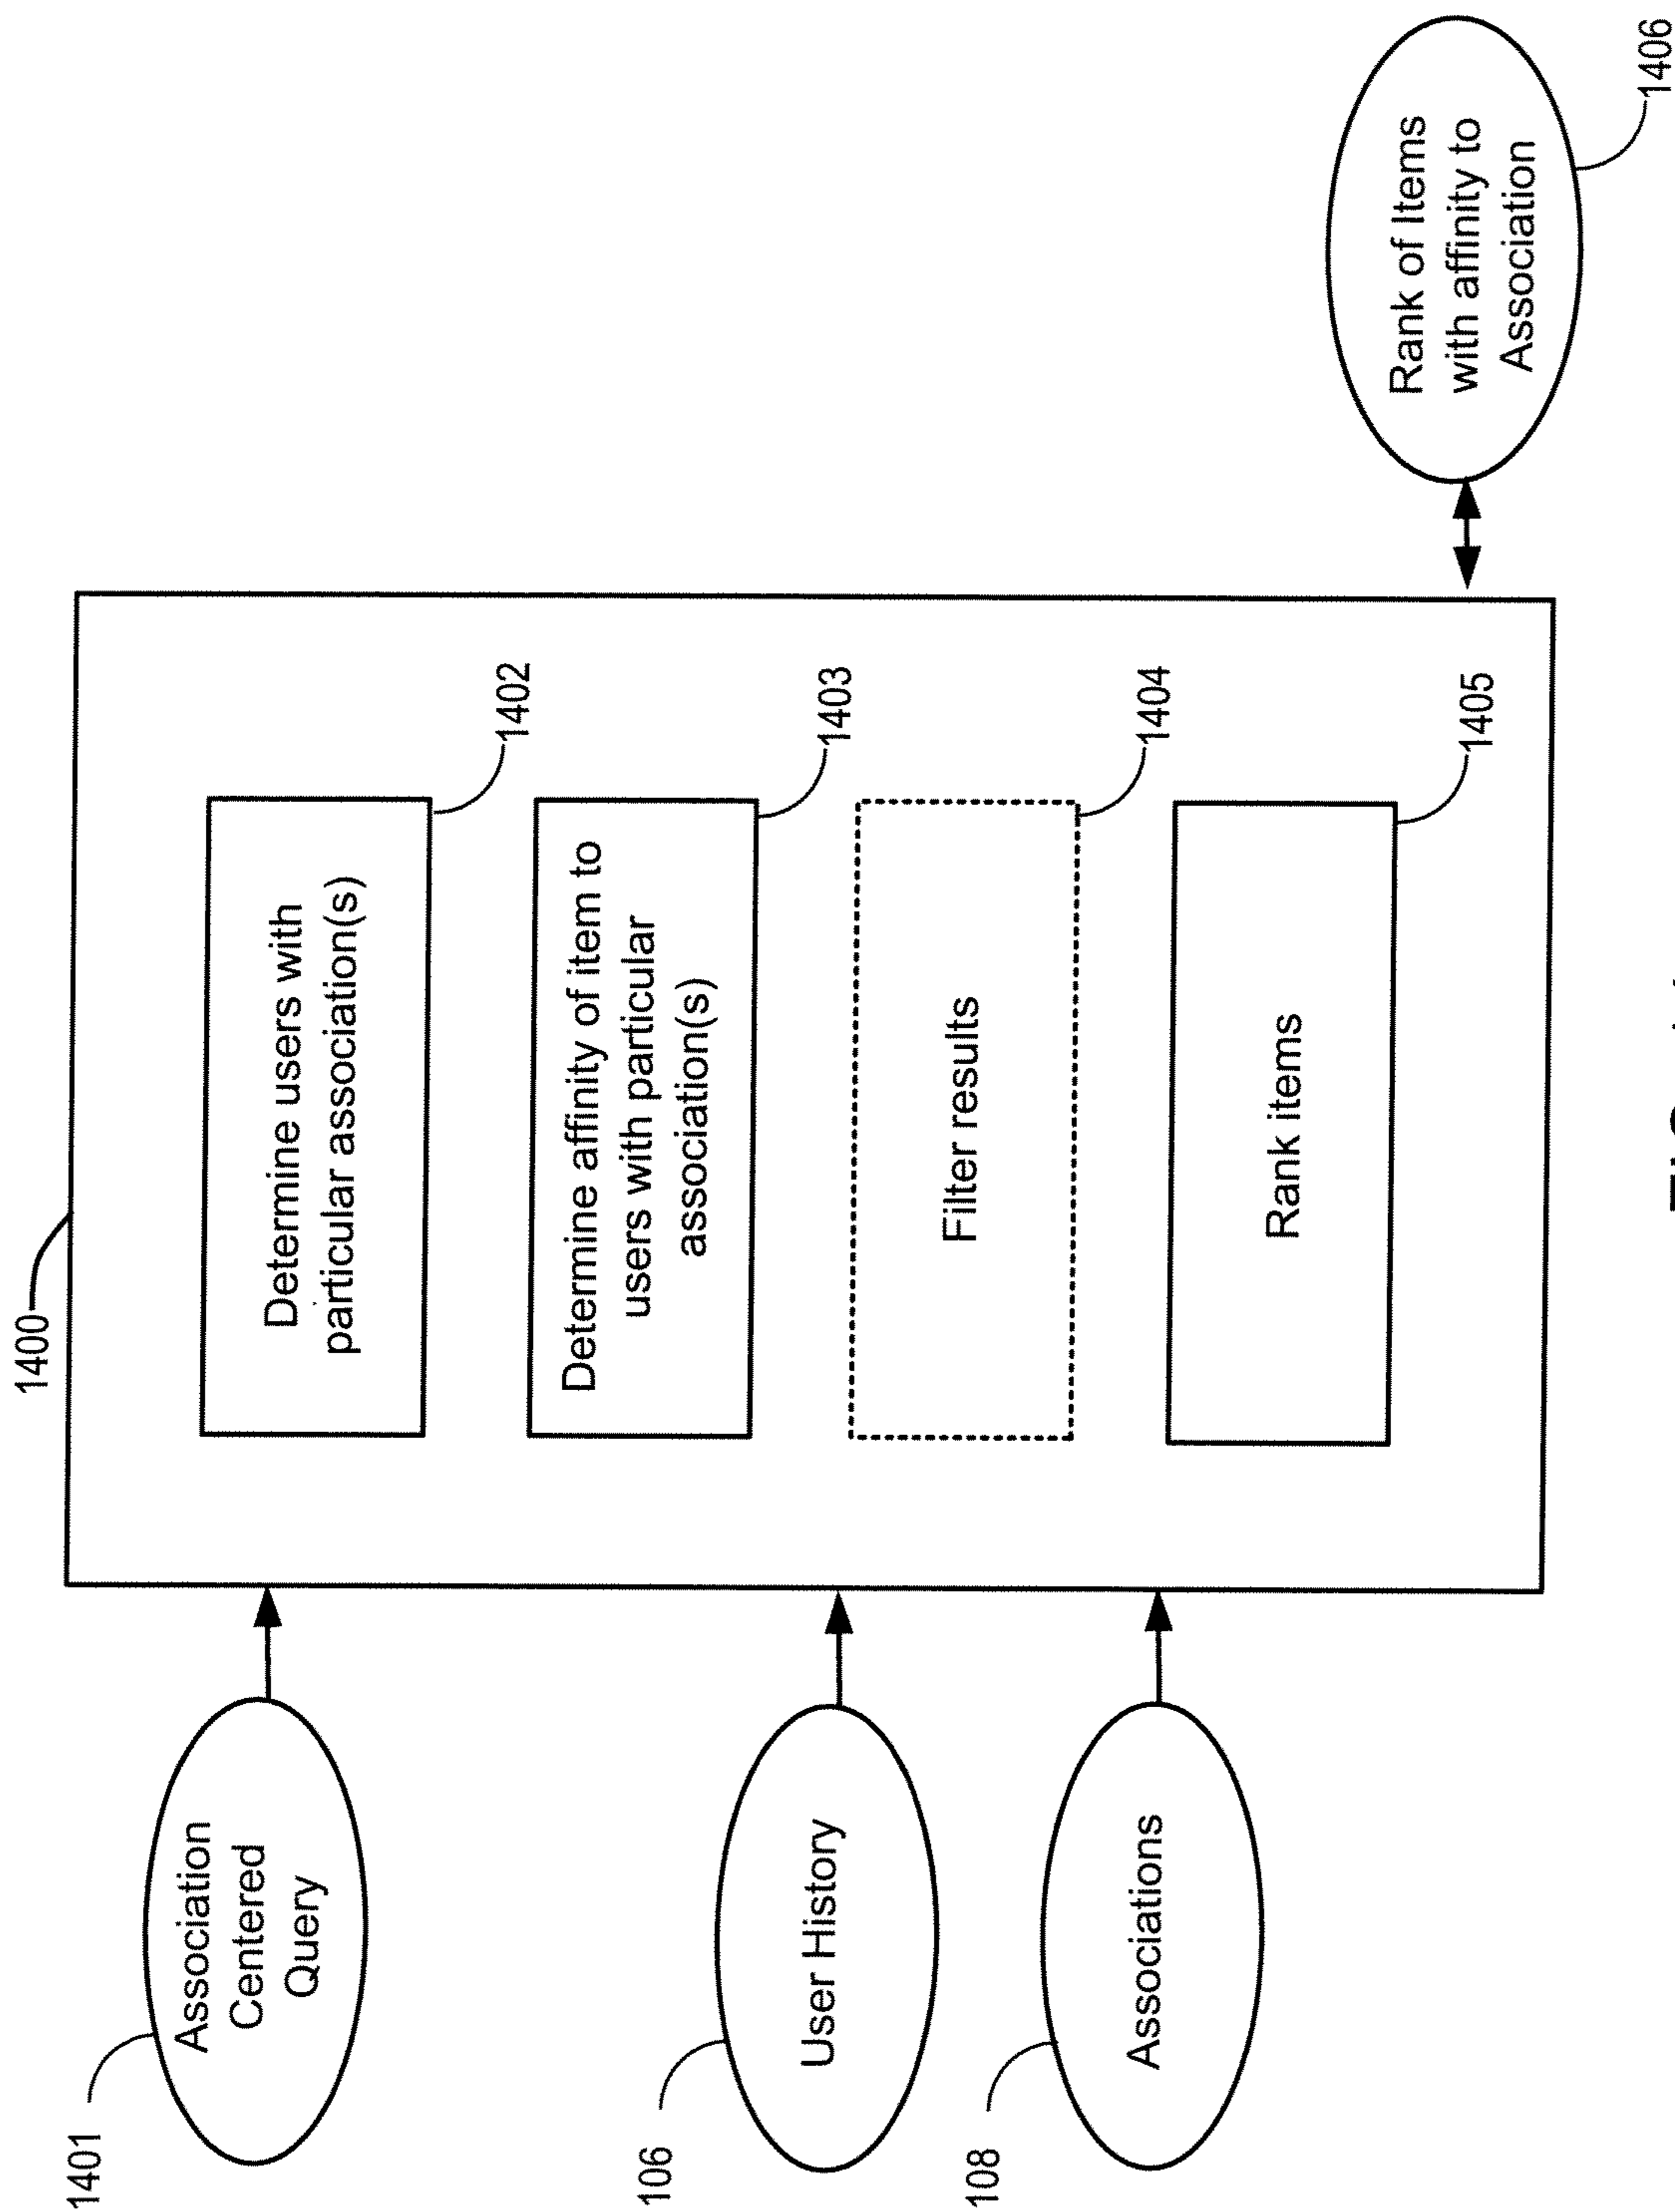 1400
1401
Association
Centered
Query
Determine users with
particular association(s)
1402
Determine affinity of item to
users with particular
association(s)
1403
106
User History
Filter results
1404
108
Associations
Rank items
1405
Rank of Items
with affinity to
Association
1406